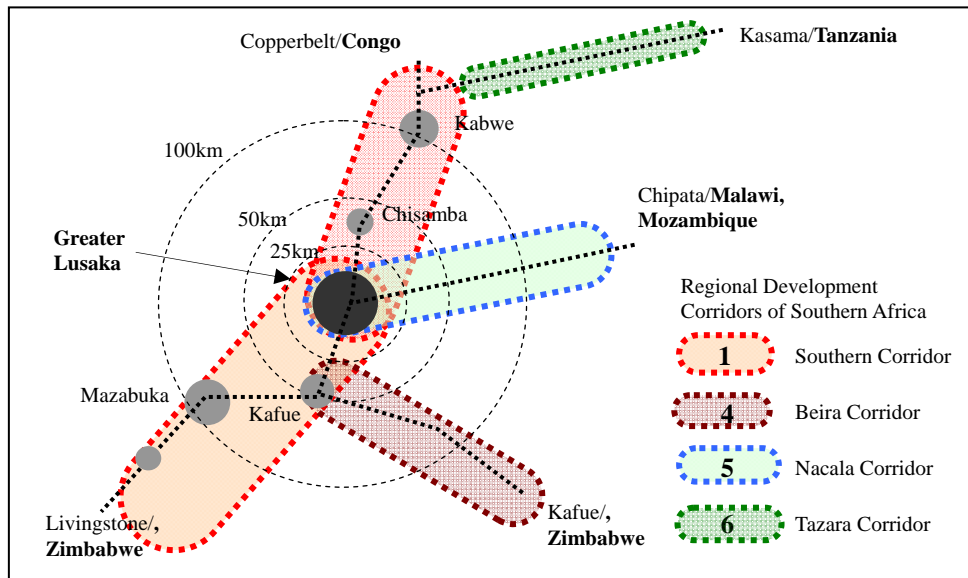 Copperbelt/Congo
Kasama/Tanzania
Kabwe
100km
Chipata/Malawi,
Mozambique
50km
Chisamba
Greater
Lusaka
25km
Regional Development
Corridors of Southern Africa
1 Southern Corridor
Mazabuka
Kafue
4 Beira Corridor
5 Nacala Corridor
Livingstone/,
Zimbabwe
Kafue/,
Zimbabwe
6 Tazara Corridor